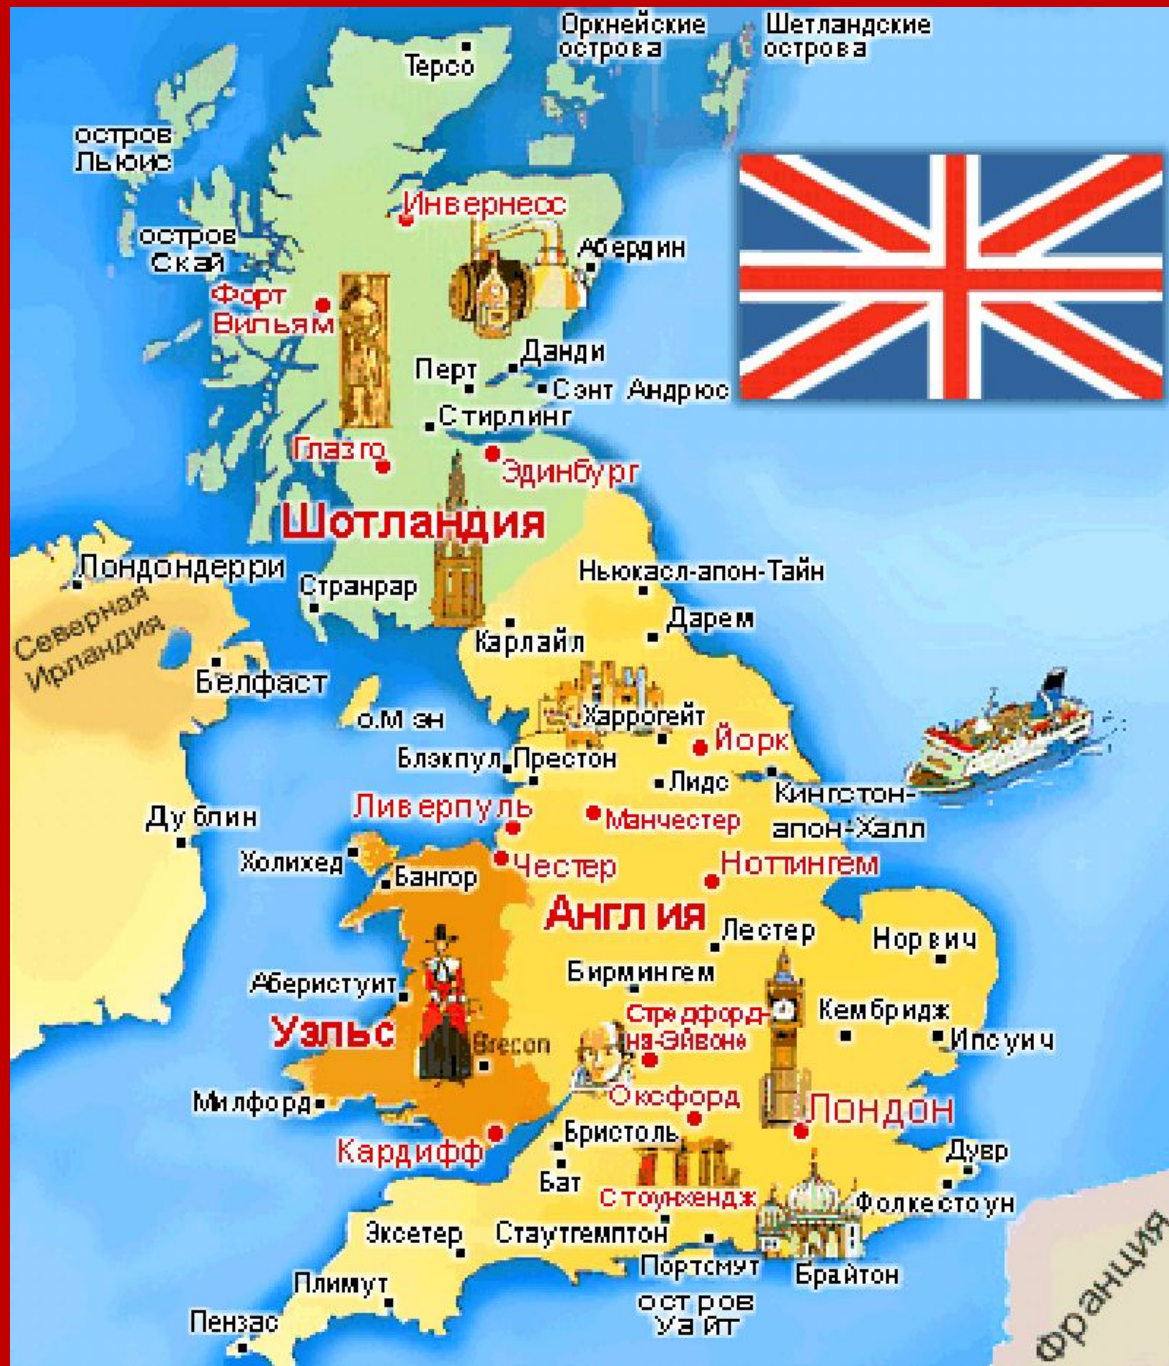 Оркнейские
острова
Шетландские
острова
Терсо
остров
Льюис
Инвернесс
остров
Скай
Абердин
Форт
Вильям
Данди
Перт
Сэнт Андрюс
Стирлинг
Глазго
Эдинбург
Шотландия
Лондондерри
Странрар
Ньюкасл-апон-Тайн
Северная
Ирландия
Дарем
Карлайл
Белфаст
о.Мэн
Харрогейт
Йорк
Блэкпул
Престон
Лидс
Кингстон-
апон-Халл
Ливерпуль
Манчестер
Дублин
Холихед
Честер
Ноттингем
Бангор
Англия
Лестер
Норвич
Бирмингем
Аберистуит
Стредфорд-
на-Эйвоне
Кембридж
Уэльс
Brecon
Ипсуич
Милфорд
Оксфорд
Лондон
Кардифф
Бристоль
Дувр
Бат
Стоунхендж
Фолкестоун
Эксетер
Стаутгемптон
Портсмут
Брайтон
Плимут
остров
Уайт
Пензас
Франция